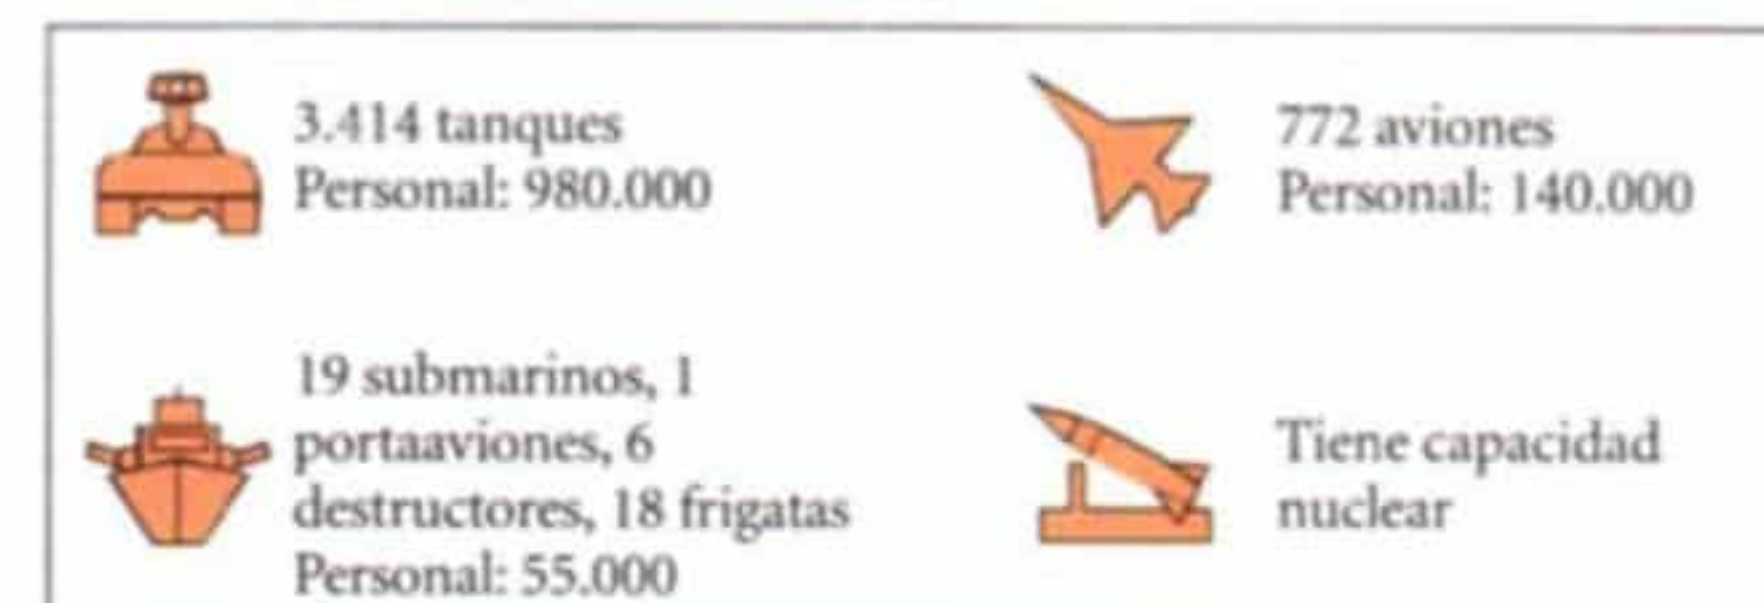 3.414 tanques
Personal: 980.000
772 aviones
Personal: 140.000
19 submarinos, 1
portaaviones, 6
destructores, 18 frigatas
Personal: 55.000
Tiene capacidad
nuclear